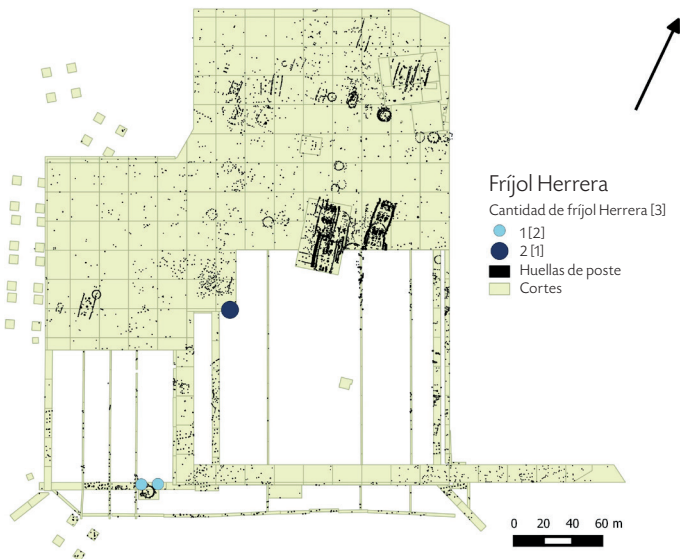 Fríjol Herrera
Cantidad de fríjol Herrera [3]
1 [2]
2 [1]
Huellas de poste
Cortes
0 20 40 60 m